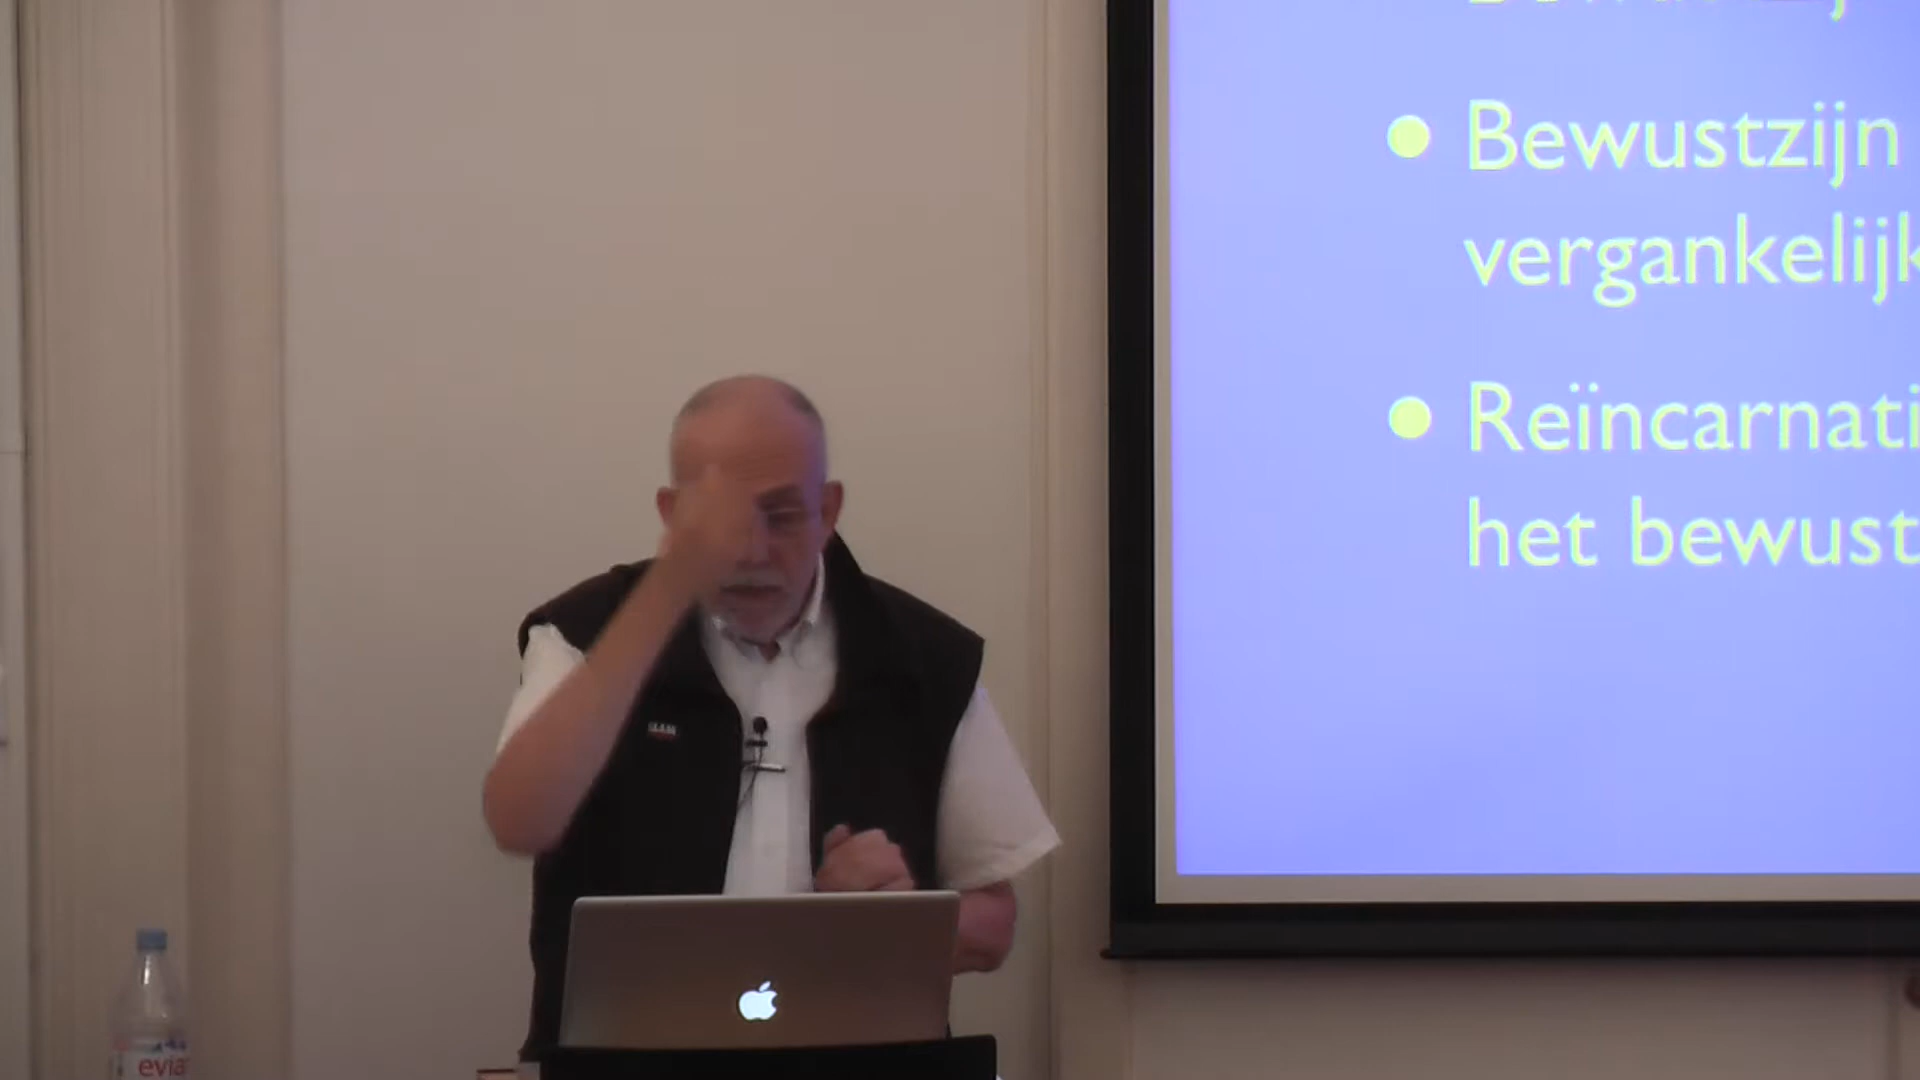 Bewustzijn
vergankelijk
Reïncarnati
het bewust
evian